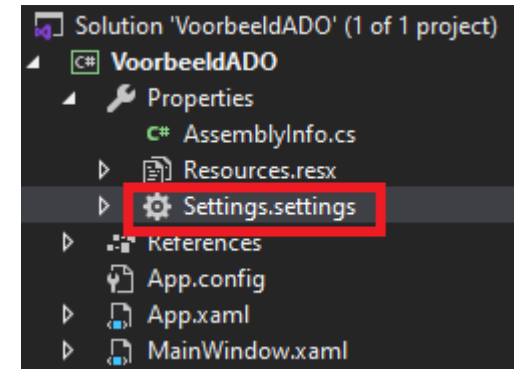 Solution 'VoorbeeldADO' (1 of 1 project)
C# VoorbeeldADO
Properties
C# AssemblyInfo.cs
Resources.resx
Settings.settings
References
App.config
App.xaml
MainWindow.xaml